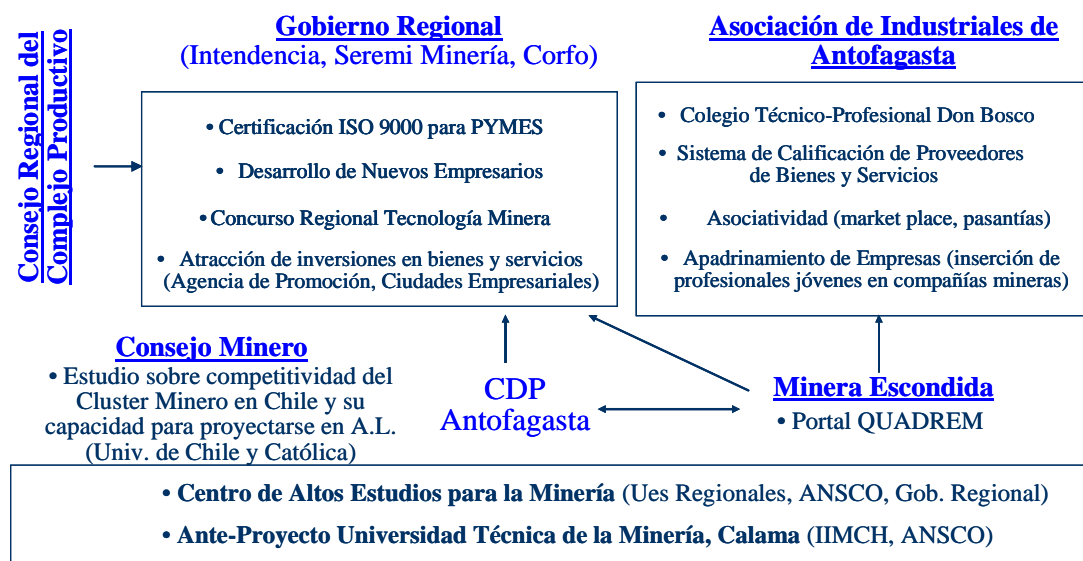 Consejo Regional del
Complejo Productivo
Gobierno Regional
(Intendencia, Seremi Minería, Corfo)
• Certificación ISO 9000 para PYMES
• Desarrollo de Nuevos Empresarios
• Concurso Regional Tecnología Minera
• Atracción de inversiones en bienes y servicios
(Agencia de Promoción, Ciudades Empresariales)
Asociación de Industriales de
Antofagasta
• Colegio Técnico-Profesional Don Bosco
• Sistema de Calificación de Proveedores
de Bienes y Servicios
• Asociatividad (market place, pasantías)
• Apadrinamiento de Empresas (inserción de
profesionales jóvenes en compañías mineras)
Consejo Minero
• Estudio sobre competitividad del
Cluster Minero en Chile y su
capacidad para proyectarse en A.L.
(Univ. de Chile y Católica)
CDP
Antofagasta
Minera Escondida
• Portal QUADREM
• Centro de Altos Estudios para la Minería (Ues Regionales, ANSCO, Gob. Regional)
• Ante-Proyecto Universidad Técnica de la Minería, Calama (IIMCH, ANSCO)